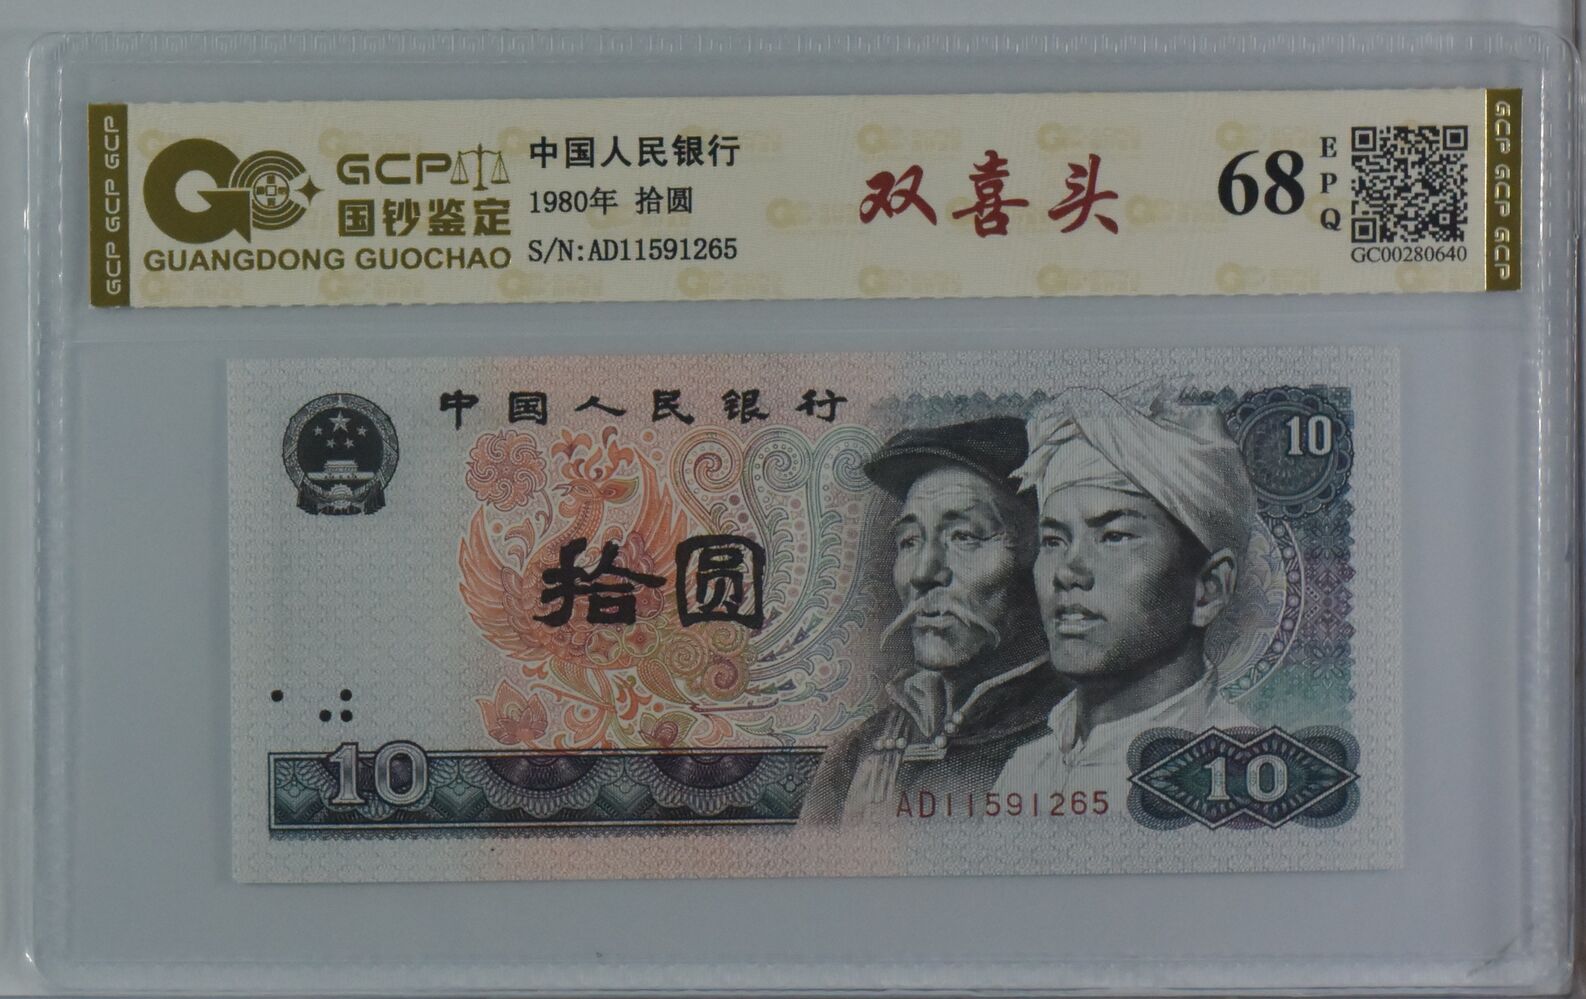 GCP GCP GCP
GCP
国钞鉴定
GUANGDONG GUOCHAO
中国人民银行
1980年 拾圆
S/N:AD11591265
双喜头
68
EPQ
GC00280640
GCP GCP GCP
中国人民银行
10
拾圆
10
AD11591265
10